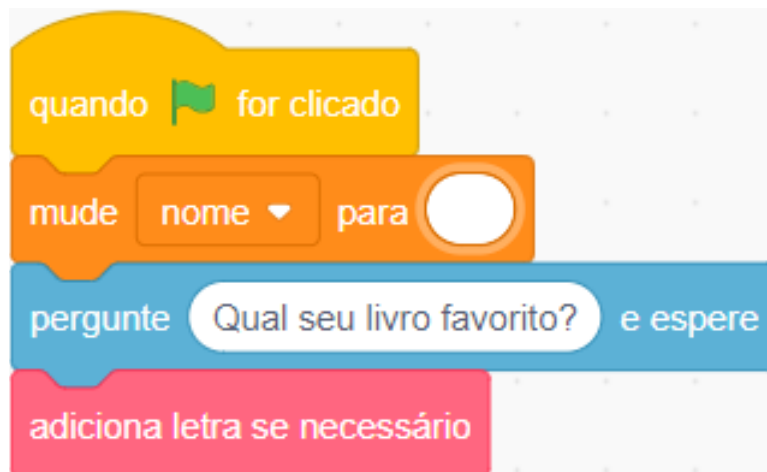 quando for clicado
mude nome para
pergunte Qual seu livro favorito? e espere
adiciona letra se necessário